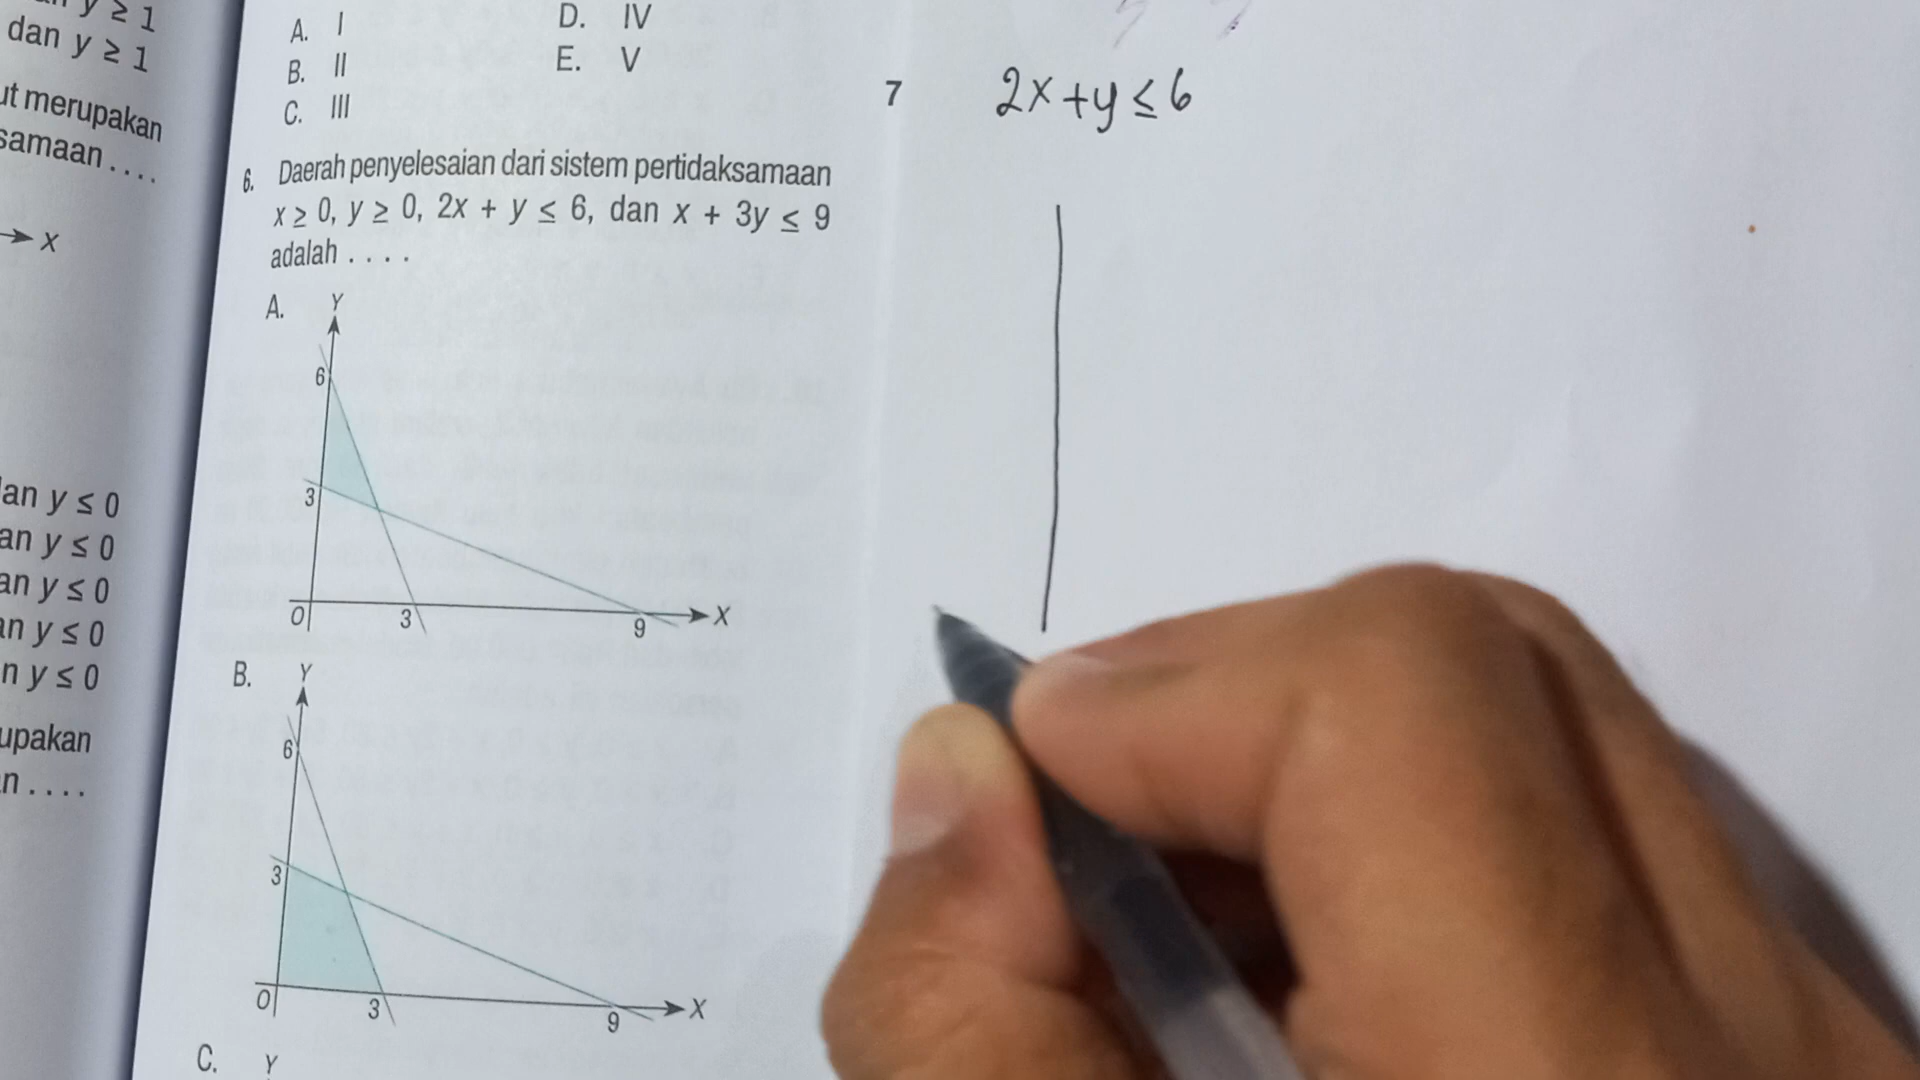 y ≥ 1
dan y ≥ 1
ut merupakan
samaan . . . .
X
an y ≤ 0
an y ≤ 0
an y ≤ 0
an y ≤ 0
n y ≤ 0
upakan
n . . . .
A. I
B. II
C. III
D. IV
E. V
6. Daerah penyelesaian dari sistem pertidaksamaan
x ≥ 0, y ≥ 0, 2x + y ≤ 6, dan x + 3y ≤ 9
adalah . . . .
A.
Y
6
3
0
3
9
X
B.
Y
6
3
0
3
9
X
C.
Y
7
2x+y ≤ 6